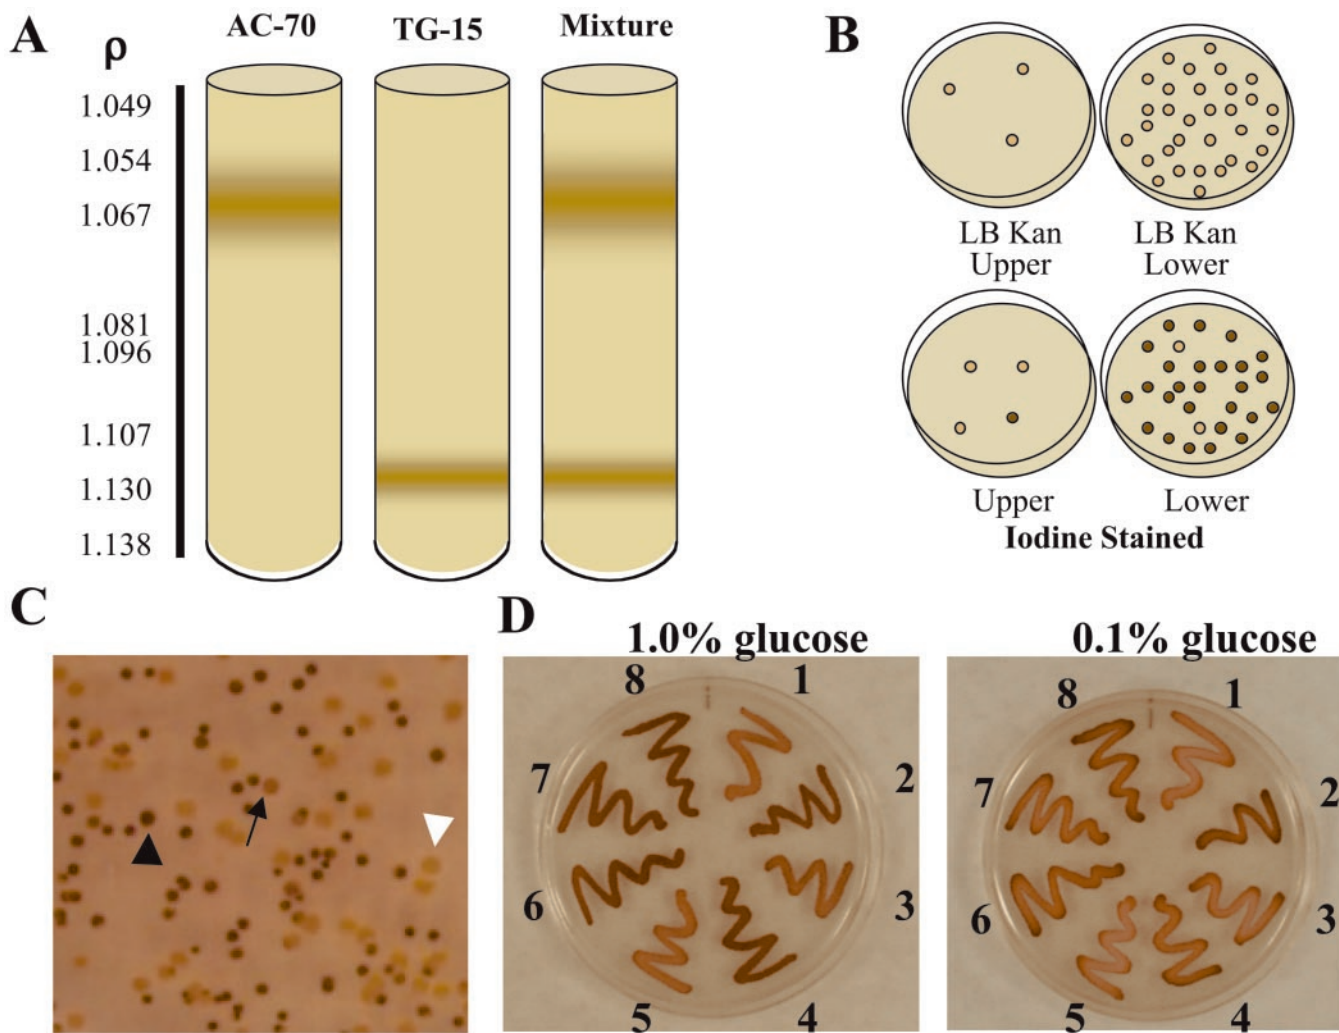 A
ρ
AC-70
TG-15
Mixture
1.049
1.054
1.067
1.081
1.096
1.107
1.130
1.138
B
LB Kan
Upper
LB Kan
Lower
Upper
Lower
Iodine Stained
C
D
1.0% glucose
8
1
7
2
6
3
5
4
0.1% glucose
8
1
7
2
6
3
5
4